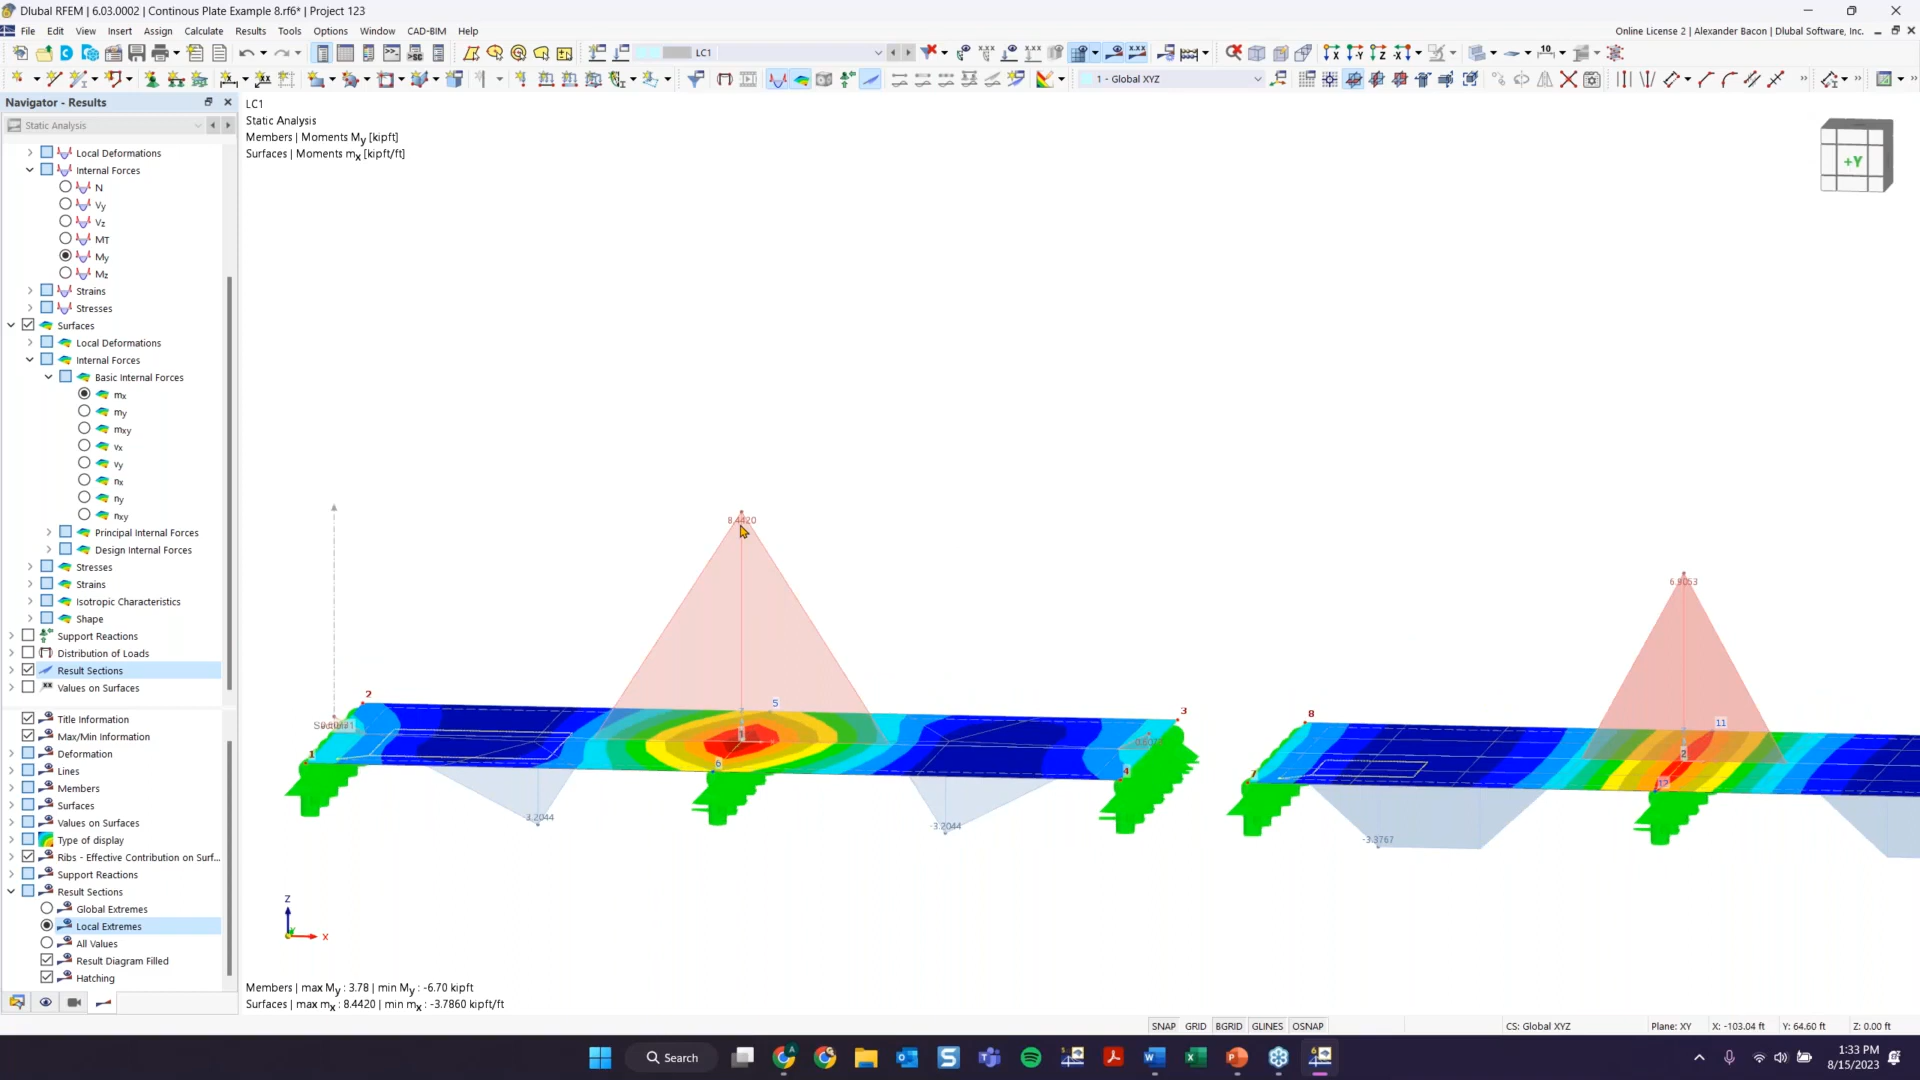 Dlubal RFEM | 6.03.0002 | Continous Plate Example 8.rf6* | Project 123
File Edit View Insert Assign Calculate Results Tools Options Window CAD-BIM Help
Online License 2 | Alexander Bacon | Dlubal Software, Inc.
LC1
1 - Global XYZ
Navigator - Results
Static Analysis
Local Deformations
Internal Forces
N
Vy
Vz
MT
My
Mz
Strains
Stresses
Surfaces
Local Deformations
Internal Forces
Basic Internal Forces
mx
my
mxy
vx
vy
nx
ny
nxy
Principal Internal Forces
Design Internal Forces
Stresses
Strains
Isotropic Characteristics
Shape
Support Reactions
Distribution of Loads
Result Sections
Values on Surfaces
Title Information
Max/Min Information
Deformation
Lines
Members
Surfaces
Values on Surfaces
Type of display
Ribs - Effective Contribution on Surf...
Support Reactions
Result Sections
Global Extremes
Local Extremes
All Values
Result Diagram Filled
Hatching
LC1
Static Analysis
Members | Moments My [kipft]
Surfaces | Moments mx [kipft/ft]
+Y
8.4420
6.9053
2
5
3
8
11
1
1
6
4
7
2
12
3.2044
-3.2044
-3.3767
Z
X
Members | max My : 3.78 | min My : -6.70 kipft
Surfaces | max mx : 8.4420 | min mx : -3.7860 kipft/ft
SNAP GRID BGRID GLINES OSNAP
CS: Global XYZ
Plane: XY
X: -103.04 ft
Y: 64.60 ft
Z: 0.00 ft
Search
1:33 PM
8/15/2023